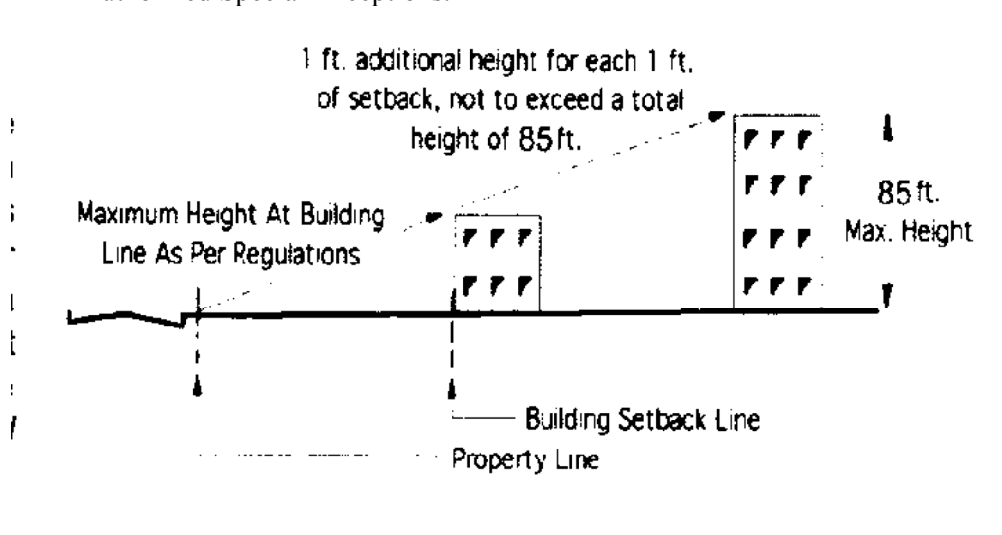 1 ft. additional height for each 1 ft.
of setback, not to exceed a total
height of 85 ft.
Maximum Height At Building
Line As Per Regulations
85 ft.
Max. Height
Building Setback Line
Property Line